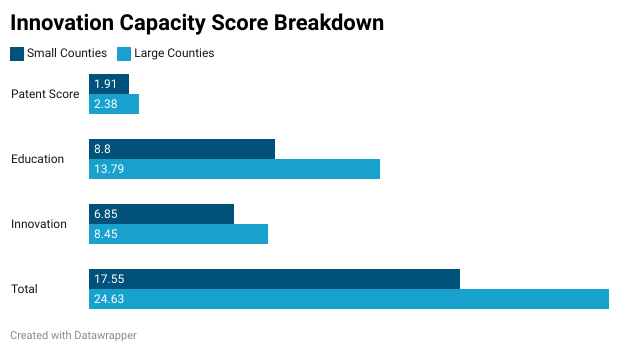 Innovation Capacity Score Breakdown
Small Counties Large Counties
Patent Score
1.91
2.38
Education
8.8
13.79
Innovation
6.85
8.45
Total
17.55
24.63
Created with Datawrapper